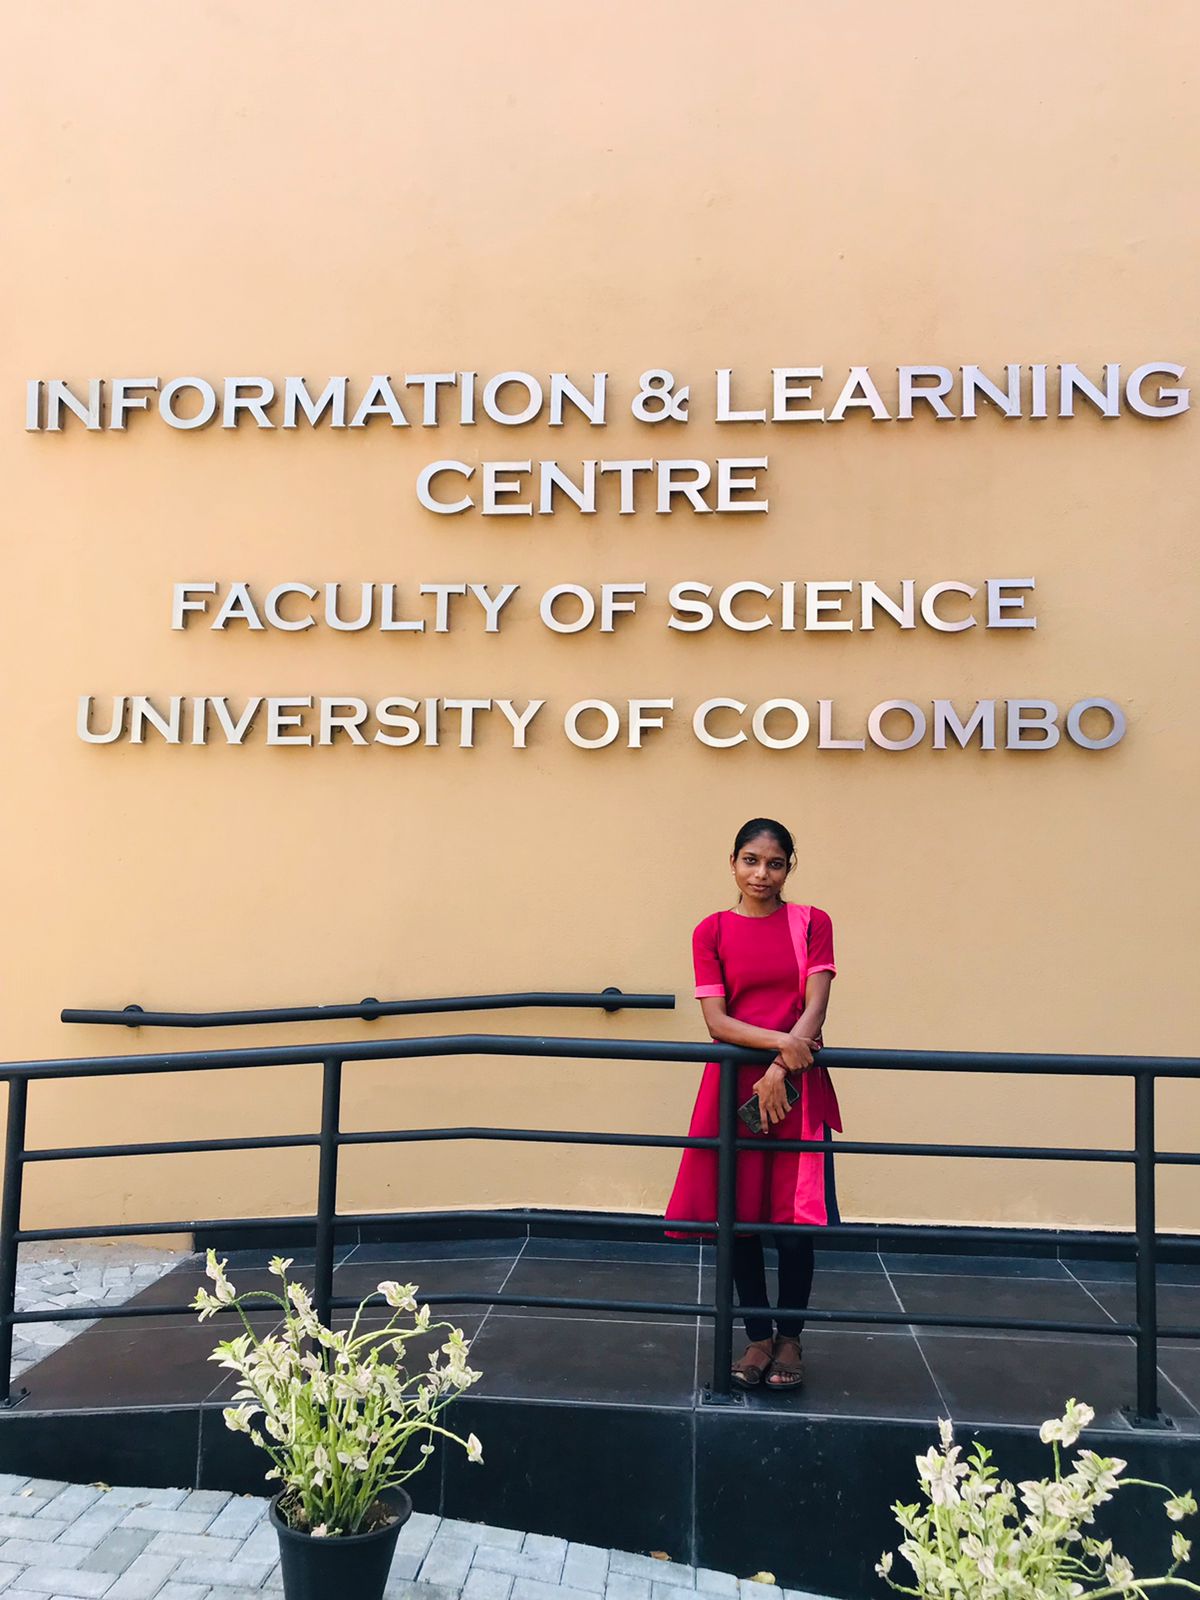 INFORMATION & LEARNING
CENTRE
FACULTY OF SCIENCE
UNIVERSITY OF COLOMBO